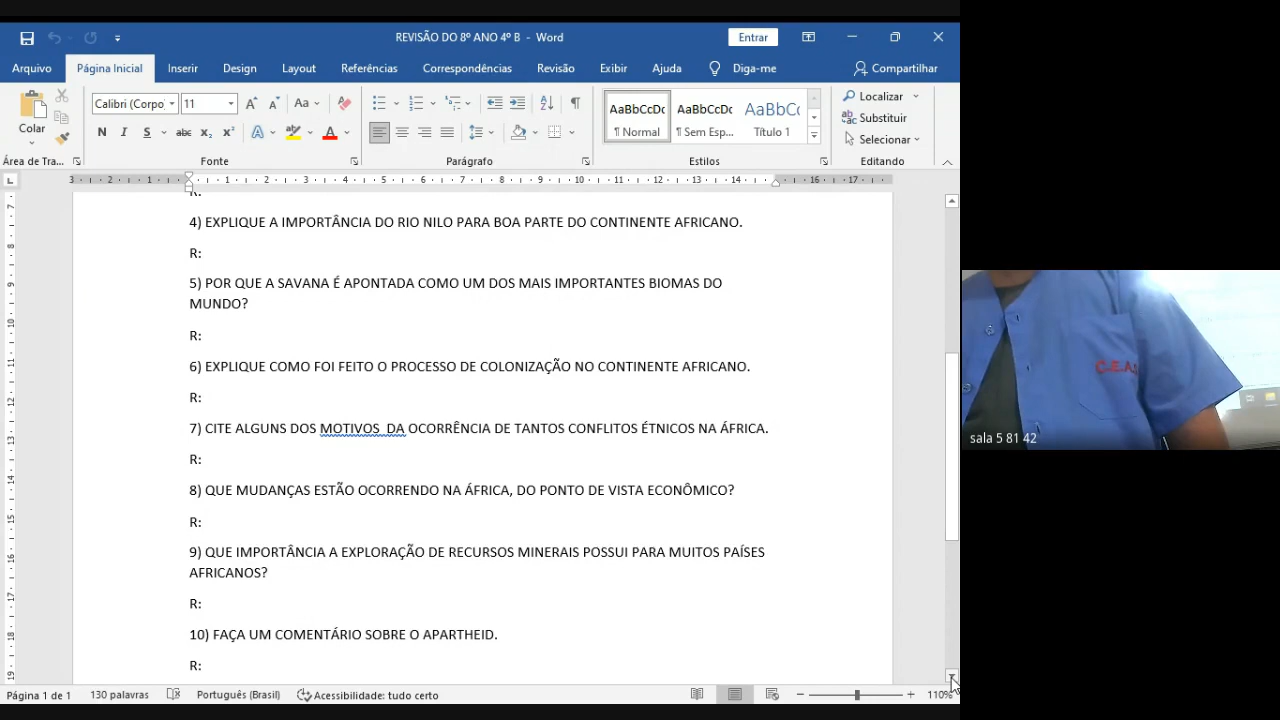 REVISÃO DO 8º ANO 4º B - Word
Entrar
Arquivo
Página Inicial
Inserir
Design
Layout
Referências
Correspondências
Revisão
Exibir
Ajuda
Diga-me
Compartilhar
Colar
Calibri (Corpo
11
AaBbCcDc
AaBbCcDc
AaBbCc
¶ Normal
¶ Sem Esp...
Título 1
Localizar
Substituir
Selecionar
Área de Tra...
Fonte
Parágrafo
Estilos
Editando
R:
4) EXPLIQUE A IMPORTÂNCIA DO RIO NILO PARA BOA PARTE DO CONTINENTE AFRICANO.
R:
5) POR QUE A SAVANA É APONTADA COMO UM DOS MAIS IMPORTANTES BIOMAS DO
MUNDO?
R:
6) EXPLIQUE COMO FOI FEITO O PROCESSO DE COLONIZAÇÃO NO CONTINENTE AFRICANO.
R:
7) CITE ALGUNS DOS MOTIVOS  DA OCORRÊNCIA DE TANTOS CONFLITOS ÉTNICOS NA ÁFRICA.
R:
8) QUE MUDANÇAS ESTÃO OCORRENDO NA ÁFRICA, DO PONTO DE VISTA ECONÔMICO?
R:
9) QUE IMPORTÂNCIA A EXPLORAÇÃO DE RECURSOS MINERAIS POSSUI PARA MUITOS PAÍSES
AFRICANOS?
R:
10) FAÇA UM COMENTÁRIO SOBRE O APARTHEID.
R:
Página 1 de 1
130 palavras
Português (Brasil)
Acessibilidade: tudo certo
110%
C.E.A
sala 5 81 42